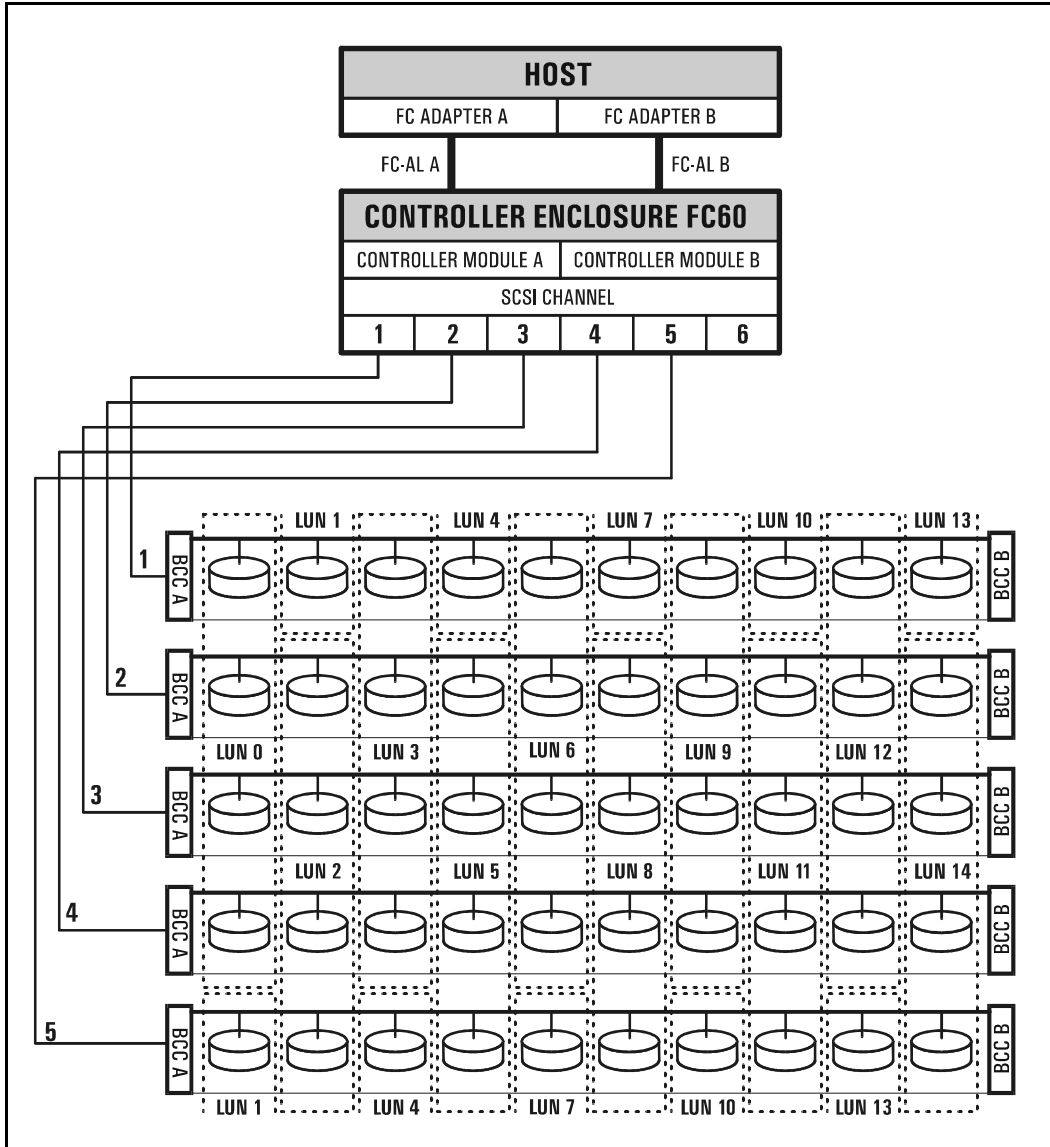 HOST
FC ADAPTER A FC ADAPTER B
FC-AL A FC-AL B
CONTROLLER ENCLOSURE FC60
CONTROLLER MODULE A CONTROLLER MODULE B
SCSI CHANNEL
1 2 3 4 5 6
LUN 1 LUN 4 LUN 7 LUN 10 LUN 13
1 BCC A BCC B
2 BCC A BCC B
LUN 0 LUN 3 LUN 6 LUN 9 LUN 12
3 BCC A BCC B
LUN 2 LUN 5 LUN 8 LUN 11 LUN 14
4 BCC A BCC B
5 BCC A BCC B
LUN 1 LUN 4 LUN 7 LUN 10 LUN 13